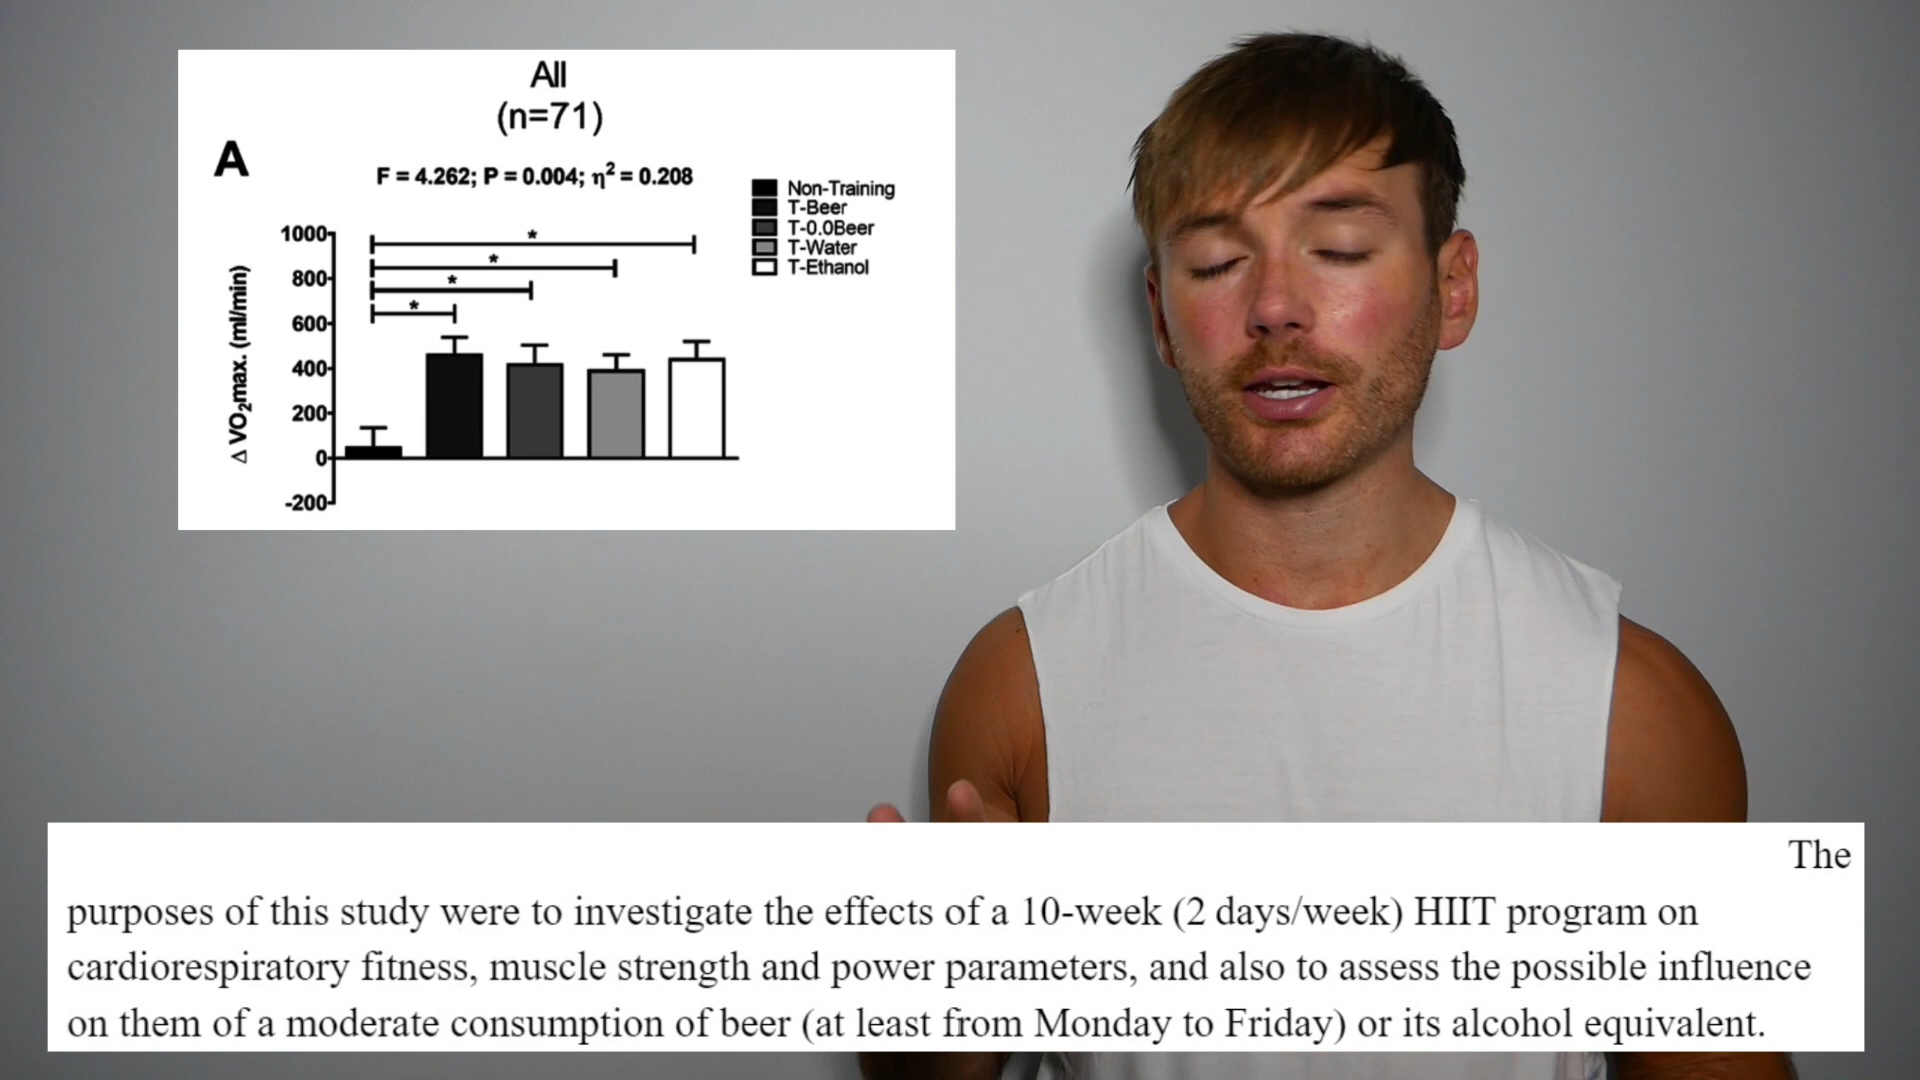 All
(n=71)
A
F = 4.262; P = 0.004; η² = 0.208
Non-Training
T-Beer
T-0.0Beer
T-Water
T-Ethanol
Δ VO₂max. (ml/min)
1000
800
600
400
200
0
-200
*
*
*
*
The
purposes of this study were to investigate the effects of a 10-week (2 days/week) HIIT program on
cardiorespiratory fitness, muscle strength and power parameters, and also to assess the possible influence
on them of a moderate consumption of beer (at least from Monday to Friday) or its alcohol equivalent.